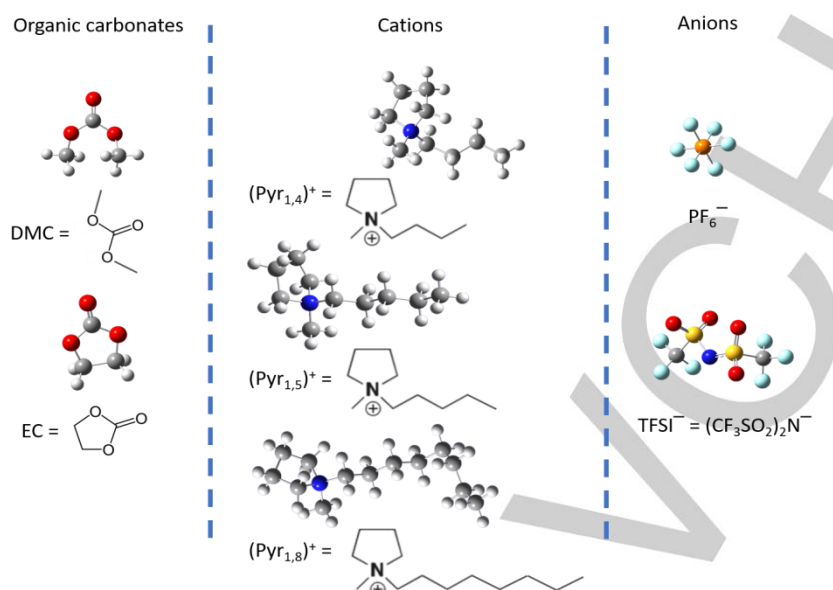 Organic carbonates
Cations
Anions
DMC =
O
O
O
EC =
O
O
O
(Pyr1,4)+ =
N
⊕
(Pyr1,5)+ =
N
⊕
(Pyr1,8)+ =
N
⊕
PF6−
TFSI− = (CF3SO2)2N−